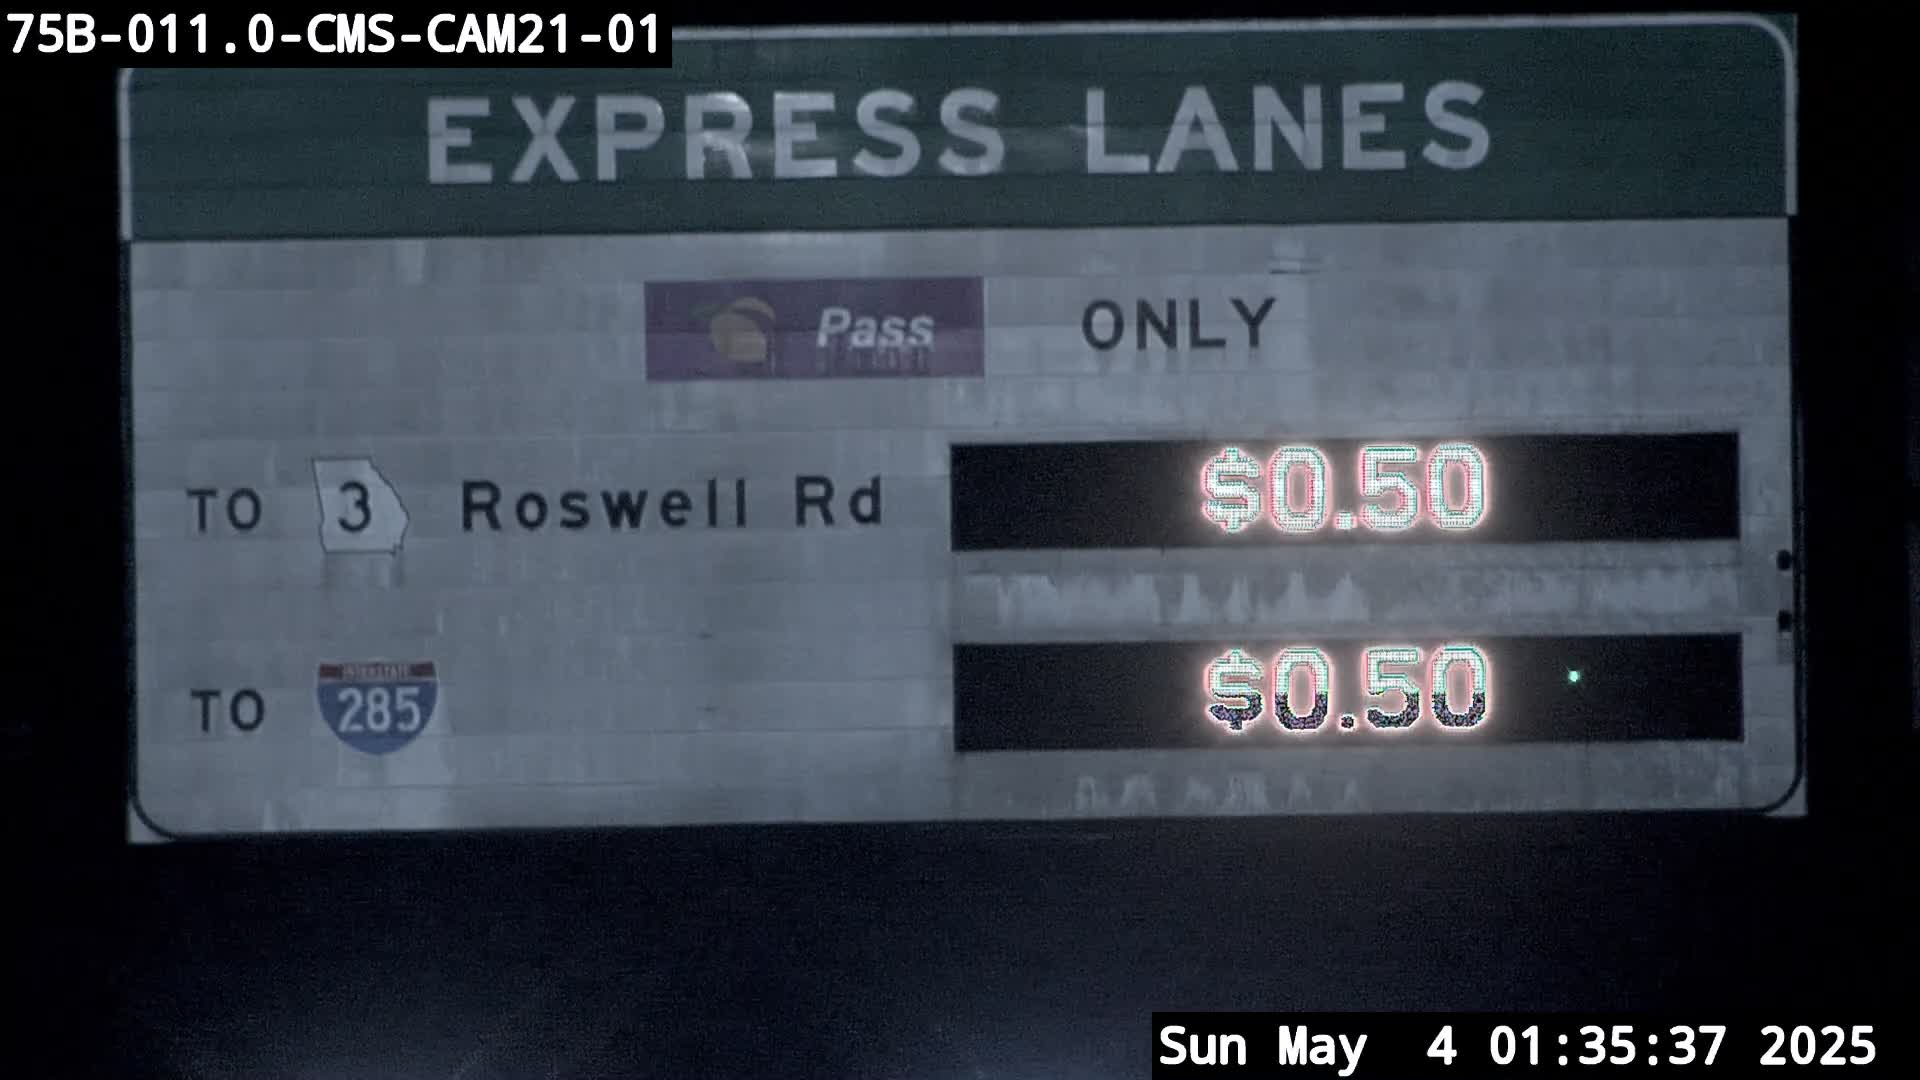 75B-011.0-CMS-CAM21-01
EXPRESS LANES
Pass ONLY
TO 3 Roswell Rd $0.50
TO INTERSTATE 285 $0.50
Sun May 4 01:35:37 2025